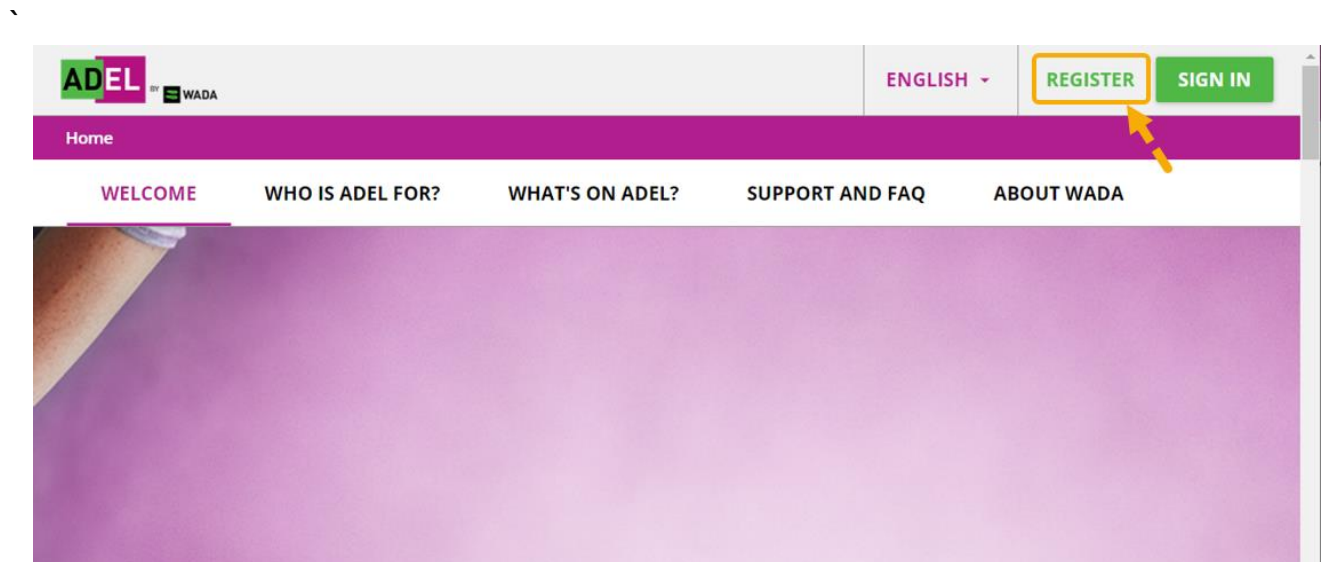 `
ADEL BY WADA
ENGLISH
REGISTER
SIGN IN
Home
WELCOME
WHO IS ADEL FOR?
WHAT'S ON ADEL?
SUPPORT AND FAQ
ABOUT WADA